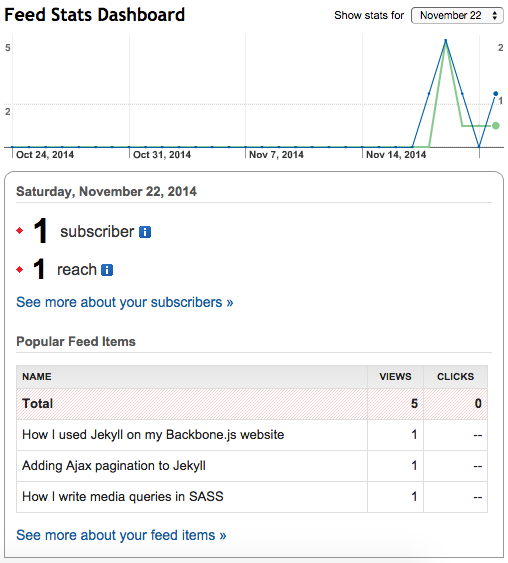 Feed Stats Dashboard
Show stats for November 22
5
2
2
1
Oct 24, 2014 Oct 31, 2014 Nov 7, 2014 Nov 14, 2014
Saturday, November 22, 2014
1 subscriber i
1 reach i
See more about your subscribers »
Popular Feed Items
NAME VIEWS CLICKS
Total 5 0
How I used Jekyll on my Backbone.js website 1 --
Adding Ajax pagination to Jekyll 1 --
How I write media queries in SASS 1 --
See more about your feed items »